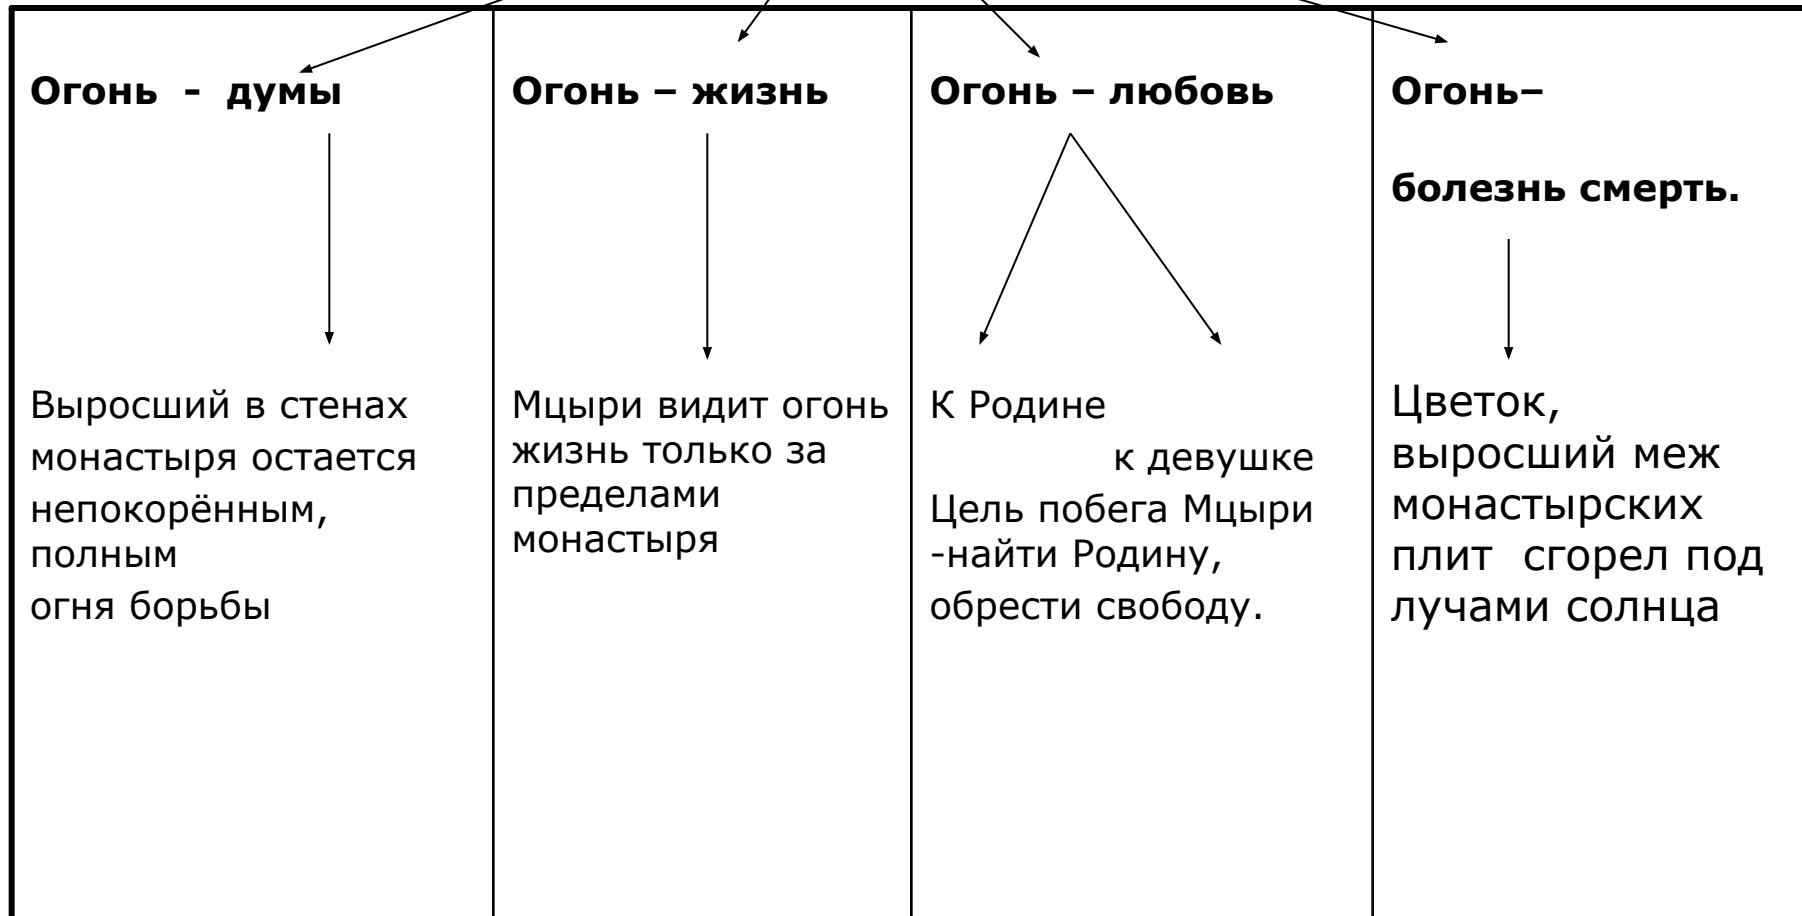 Огонь - думы
Выросший в стенах
монастыря остается
непокорённым,
полным
огня борьбы
Огонь – жизнь
Мцыри видит огонь
жизнь только за
пределами
монастыря
Огонь – любовь
К Родине
к девушке
Цель побега Мцыри
-найти Родину,
обрести свободу.
Огонь–
болезнь смерть.
Цветок,
выросший меж
монастырских
плит сгорел под
лучами солнца